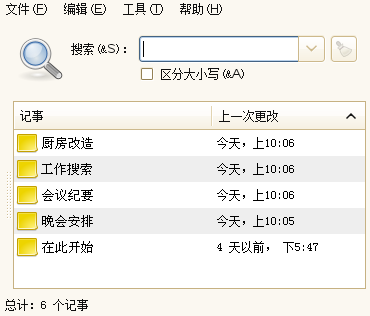 文件(F) 编辑(E) 工具(T) 帮助(H)
搜索(&S)：
区分大小写(&A)
记事 上一次更改
厨房改造 今天，上10:06
工作搜索 今天，上10:06
会议纪要 今天，上10:06
晚会安排 今天，上10:05
在此开始 4 天以前， 下5:47
总计：6 个记事